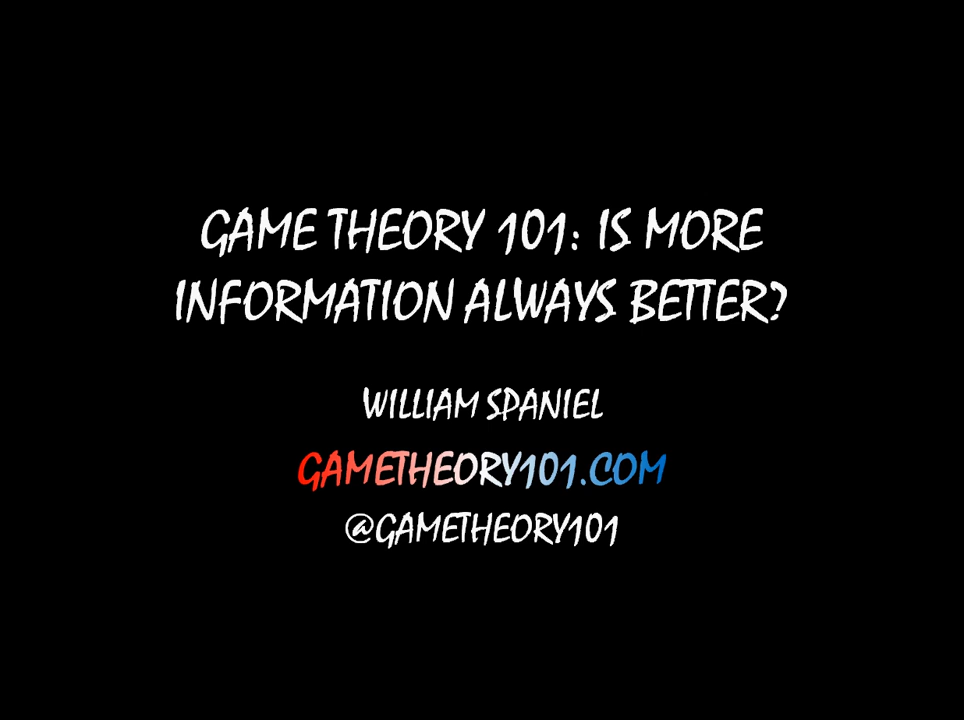 GAME THEORY 101: IS MORE
INFORMATION ALWAYS BETTER?
WILLIAM SPANIEL
GAMETHEORY101.COM
@GAMETHEORY101